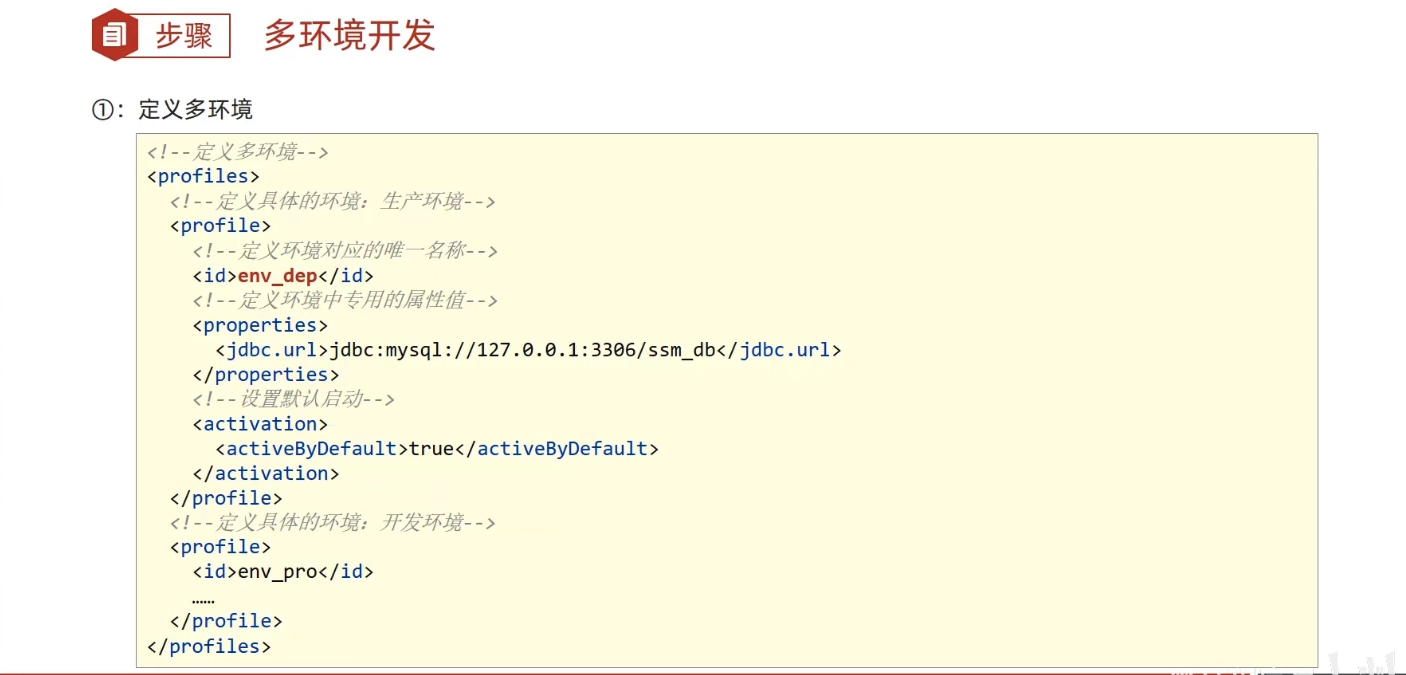 步骤 多环境开发
①：定义多环境
<!--定义多环境-->
<profiles>
<!--定义具体的环境：生产环境-->
<profile>
<!--定义环境对应的唯一名称-->
<id>env_dep</id>
<!--定义环境中专用的属性值-->
<properties>
<jdbc.url>jdbc:mysql://127.0.0.1:3306/ssm_db</jdbc.url>
</properties>
<!--设置默认启动-->
<activation>
<activeByDefault>true</activeByDefault>
</activation>
</profile>
<!--定义具体的环境：开发环境-->
<profile>
<id>env_pro</id>
……
</profile>
</profiles>